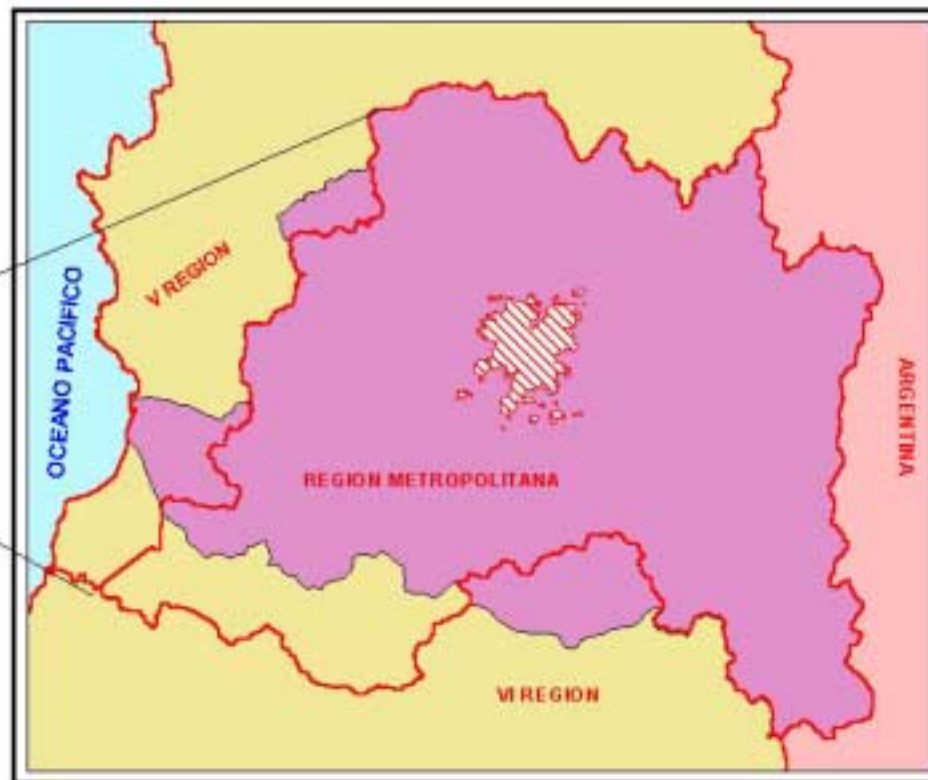 V REGION
OCEANO PACIFICO
ARGENTINA
REGION METROPOLITANA
VI REGION